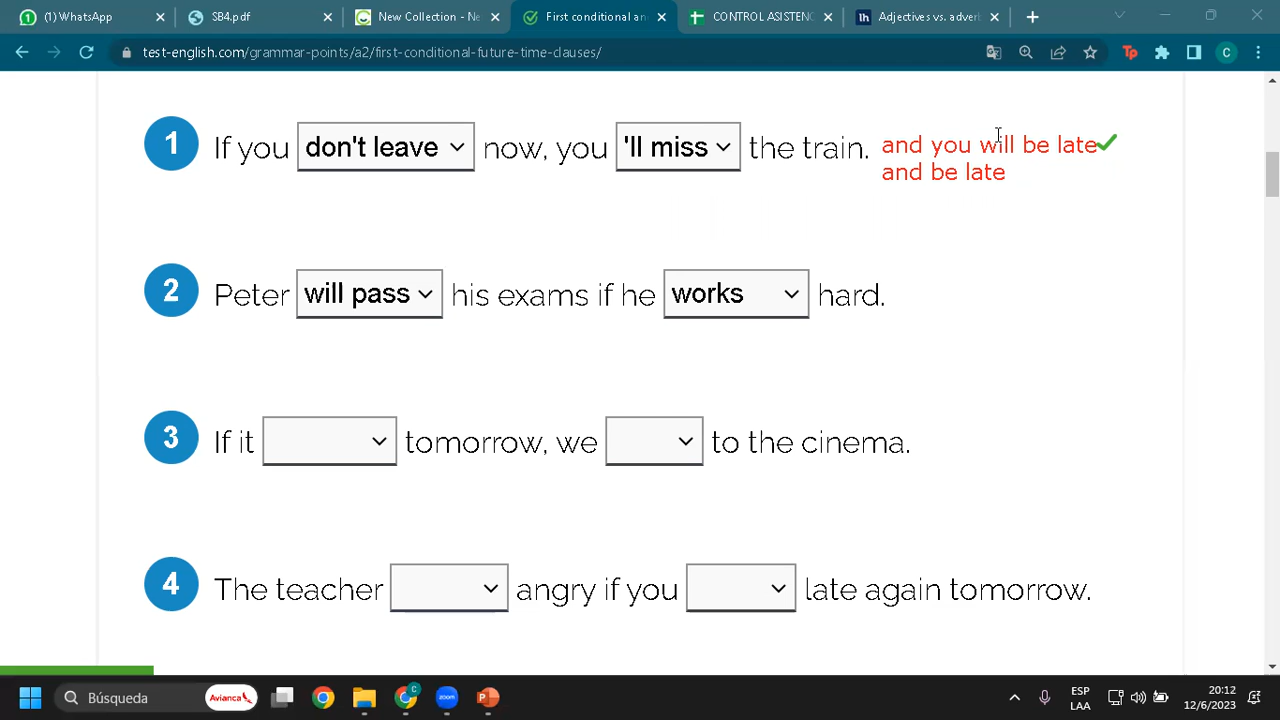 (1) WhatsApp
SB4.pdf
New Collection - Ne
First conditional an
CONTROL ASISTENC
Adjectives vs. adver
test-english.com/grammar-points/a2/first-conditional-future-time-clauses/
1 If you don't leave now, you 'll miss the train. and you will be late
and be late
2 Peter will pass his exams if he works hard.
3 If it tomorrow, we to the cinema.
4 The teacher angry if you late again tomorrow.
Búsqueda
Avianca
ESP
LAA
20:12
12/6/2023